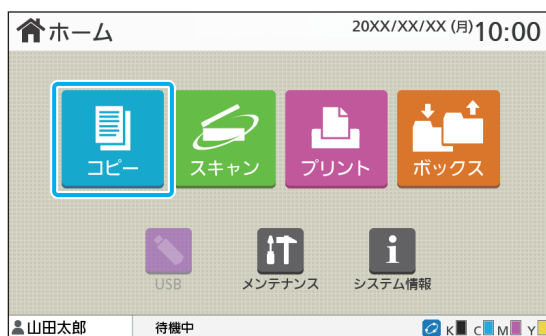 ホーム 20XX/XX/XX (月) 10:00
コピー スキャン プリント ボックス
USB メンテナンス システム情報
山田太郎 待機中 K C M Y